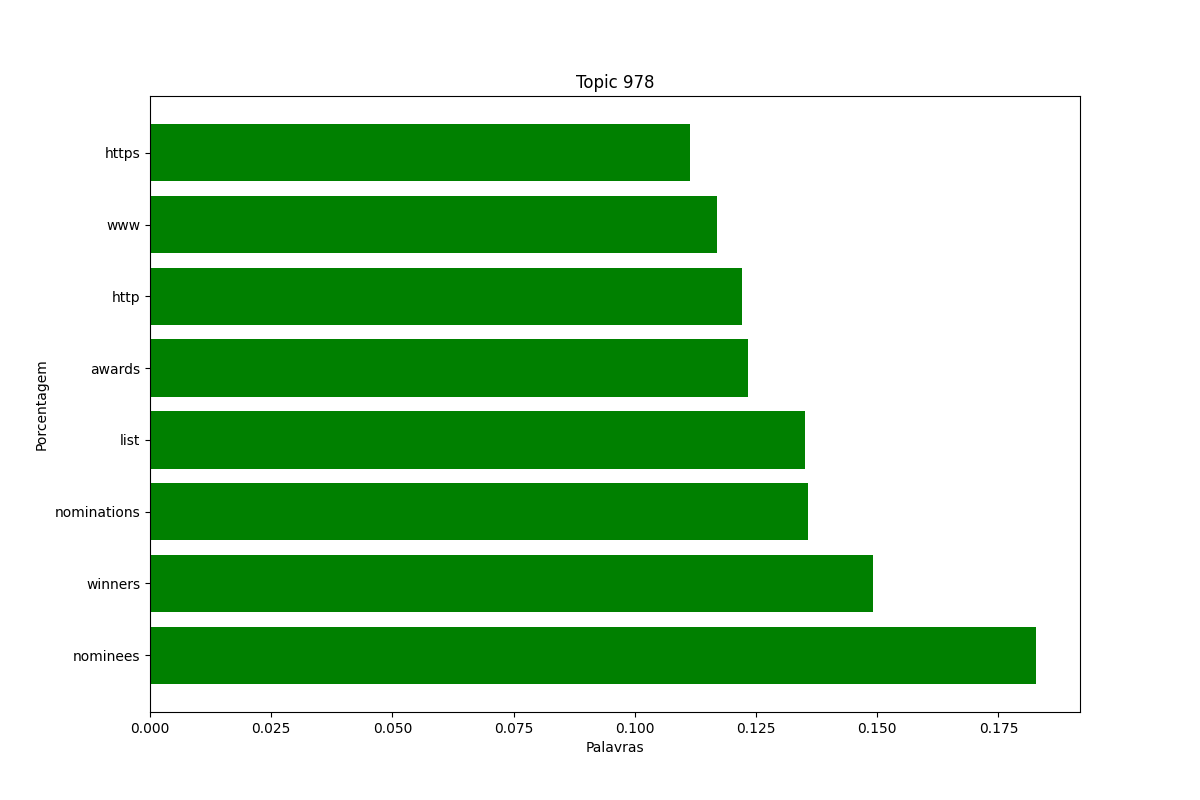 Topic 978
https
www
http
awards
list
nominations
winners
nominees
Porcentagem
0.000 0.025 0.050 0.075 0.100 0.125 0.150 0.175
Palavras